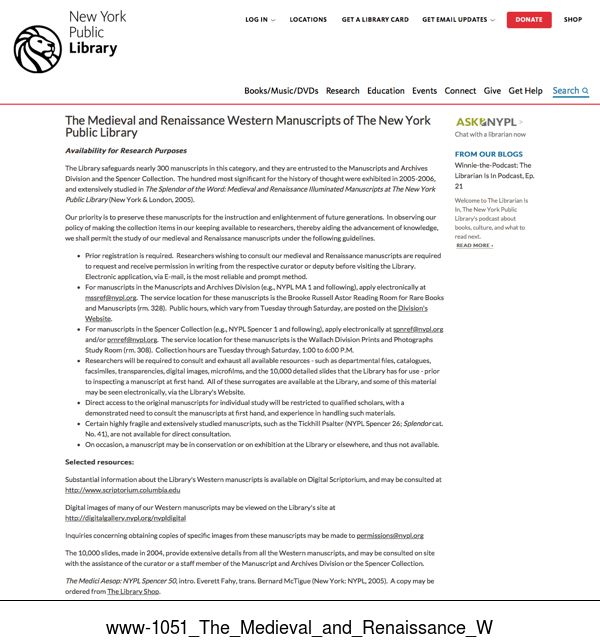 New York
Public
Library
LOG IN
LOCATIONS
GET A LIBRARY CARD
GET EMAIL UPDATES
DONATE
SHOP
Books/Music/DVDs
Research
Education
Events
Connect
Give
Get Help
Search
The Medieval and Renaissance Western Manuscripts of The New York
Public Library
Availability for Research Purposes
The Library safeguards nearly 300 manuscripts in this category, and they are entrusted to the Manuscripts and Archives
Division and the Spencer Collection.  The hundred most significant for the history of thought were exhibited in 2005-2006,
and extensively studied in The Splendor of the Word: Medieval and Renaissance Illuminated Manuscripts at The New York
Public Library (New York & London, 2005).
Our priority is to preserve these manuscripts for the instruction and enlightenment of future generations.  In observing our
policy of making the collection items in our keeping available to researchers, thereby aiding the advancement of knowledge,
we shall permit the study of our medieval and Renaissance manuscripts under the following guidelines.
• Prior registration is required.  Researchers wishing to consult our medieval and Renaissance manuscripts are required
to request and receive permission in writing from the respective curator or deputy before visiting the Library.
Electronic application, via E-mail, is the most reliable and prompt method.
• For manuscripts in the Manuscripts and Archives Division (e.g., NYPL MA 1 and following), apply electronically at
mssref@nypl.org.  The service location for these manuscripts is the Brooke Russell Astor Reading Room for Rare Books
and Manuscripts (rm. 328).  Public hours, which vary from Tuesday through Saturday, are posted on the Division's
Website.
• For manuscripts in the Spencer Collection (e.g., NYPL Spencer 1 and following), apply electronically at spnref@nypl.org
and/or prnref@nypl.org.  The service location for these manuscripts is the Wallach Division Prints and Photographs
Study Room (rm. 308).  Collection hours are Tuesday through Saturday, 1:00 to 6:00 P.M.
• Researchers will be required to consult and exhaust all available resources - such as departmental files, catalogues,
facsimiles, transparencies, digital images, microfilms, and the 10,000 detailed slides that the Library has for use - prior
to inspecting a manuscript at first hand.  All of these surrogates are available at the Library, and some of this material
may be seen electronically, via the Library's Website.
• Direct access to the original manuscripts for individual study will be restricted to qualified scholars, with a
demonstrated need to consult the manuscripts at first hand, and experience in handling such materials.
• Certain highly fragile and extensively studied manuscripts, such as the Tickhill Psalter (NYPL Spencer 26; Splendor cat.
No. 41), are not available for direct consultation.
• On occasion, a manuscript may be in conservation or on exhibition at the Library or elsewhere, and thus not available.
Selected resources:
Substantial information about the Library's Western manuscripts is available on Digital Scriptorium, and may be consulted at
http://www.scriptorium.columbia.edu
Digital images of many of our Western manuscripts may be viewed on the Library's site at
http://digitalgallery.nypl.org/nypldigital
Inquiries concerning obtaining copies of specific images from these manuscripts may be made to permissions@nypl.org
The 10,000 slides, made in 2004, provide extensive details from all the Western manuscripts, and may be consulted on site
with the assistance of the curator or a staff member of the Manuscript and Archives Division or the Spencer Collection.
The Medici Aesop: NYPL Spencer 50, intro. Everett Fahy, trans. Bernard McTigue (New York: NYPL, 2005).  A copy may be
ordered from The Library Shop.
ASK NYPL >
Chat with a librarian now
FROM OUR BLOGS
Winnie-the-Podcast: The
Librarian Is In Podcast, Ep.
21
Welcome to The Librarian
Is In, The New York Public
Library's podcast about
books, culture, and what to
read next.
READ MORE ›
www-1051_The_Medieval_and_Renaissance_W